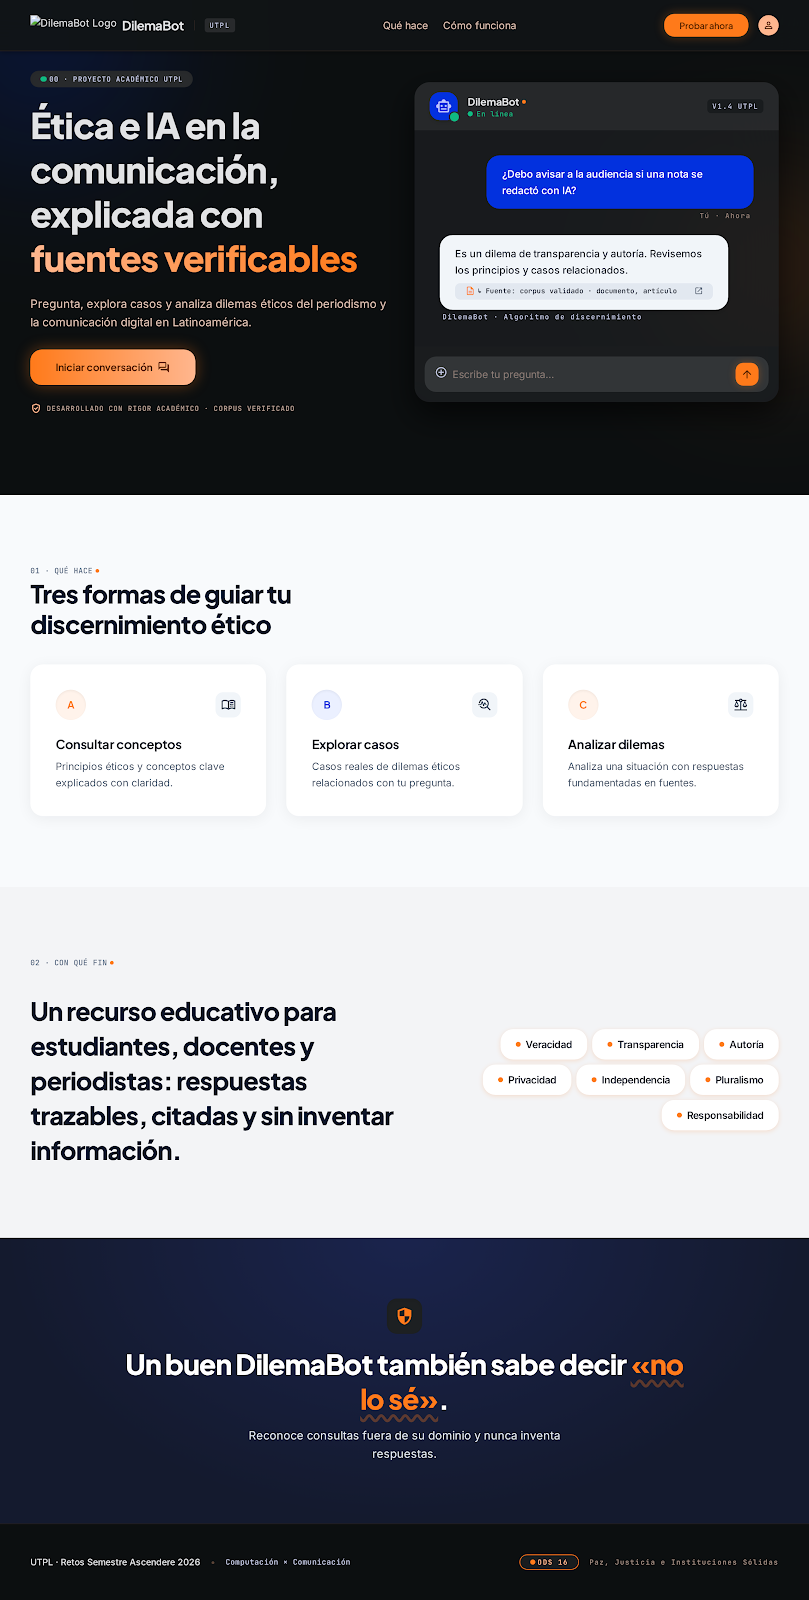 DilemaBot Logo DilemaBot UTPL
Qué hace Cómo funciona
Probar ahora
00 · PROYECTO ACADÉMICO UTPL
Ética e IA en la
comunicación,
explicada con
fuentes verificables
Pregunta, explora casos y analiza dilemas éticos del periodismo y
la comunicación digital en Latinoamérica.
Iniciar conversación
DESARROLLADO CON RIGOR ACADÉMICO · CORPUS VERIFICADO
DilemaBot
En línea
V1.4 UTPL
¿Debo avisar a la audiencia si una nota se
redactó con IA?
Tú · Ahora
Es un dilema de transparencia y autoría. Revisemos
los principios y casos relacionados.
↳ Fuente: corpus validado · documento, artículo
DilemaBot · Algoritmo de discernimiento
Escribe tu pregunta...
01 · QUÉ HACE
Tres formas de guiar tu
discernimiento ético
A
Consultar conceptos
Principios éticos y conceptos clave
explicados con claridad.
B
Explorar casos
Casos reales de dilemas éticos
relacionados con tu pregunta.
C
Analizar dilemas
Analiza una situación con respuestas
fundamentadas en fuentes.
02 · CON QUÉ FIN
Un recurso educativo para
estudiantes, docentes y
periodistas: respuestas
trazables, citadas y sin inventar
información.
Veracidad Transparencia Autoría
Privacidad Independencia Pluralismo
Responsabilidad
Un buen DilemaBot también sabe decir «no
lo sé».
Reconoce consultas fuera de su dominio y nunca inventa
respuestas.
UTPL · Retos Semestre Ascendere 2026 • Computación × Comunicación
ODS 16 Paz, Justicia e Instituciones Sólidas